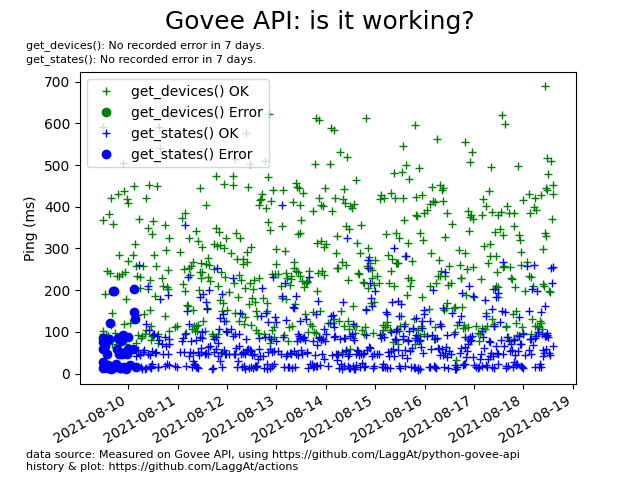 Govee API: is it working?
get_devices(): No recorded error in 7 days.
get_states(): No recorded error in 7 days.
700
600
500
400
300
200
100
0
Ping (ms)
get_devices() OK
get_devices() Error
get_states() OK
get_states() Error
2021-08-10
2021-08-11
2021-08-12
2021-08-13
2021-08-14
2021-08-15
2021-08-16
2021-08-17
2021-08-18
2021-08-19
data source: Measured on Govee API, using https://github.com/LaggAt/python-govee-api
history & plot: https://github.com/LaggAt/actions